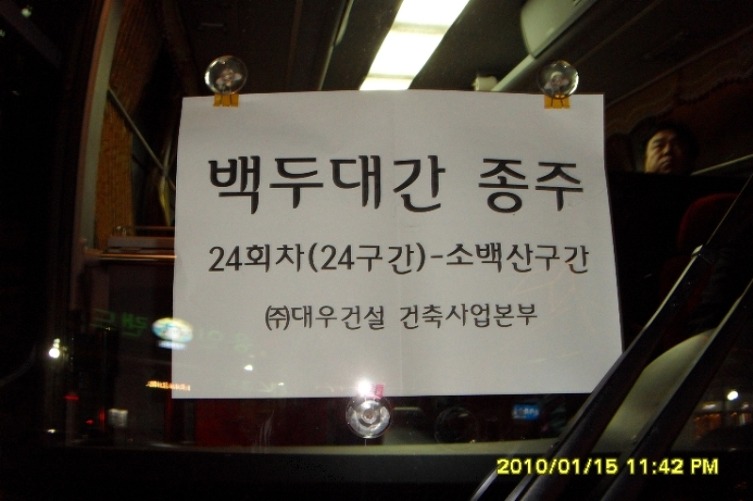 백두대간 종주
24회차(24구간)-소백산구간
㈜대우건설 건축사업본부
2010/01/15 11:42 PM